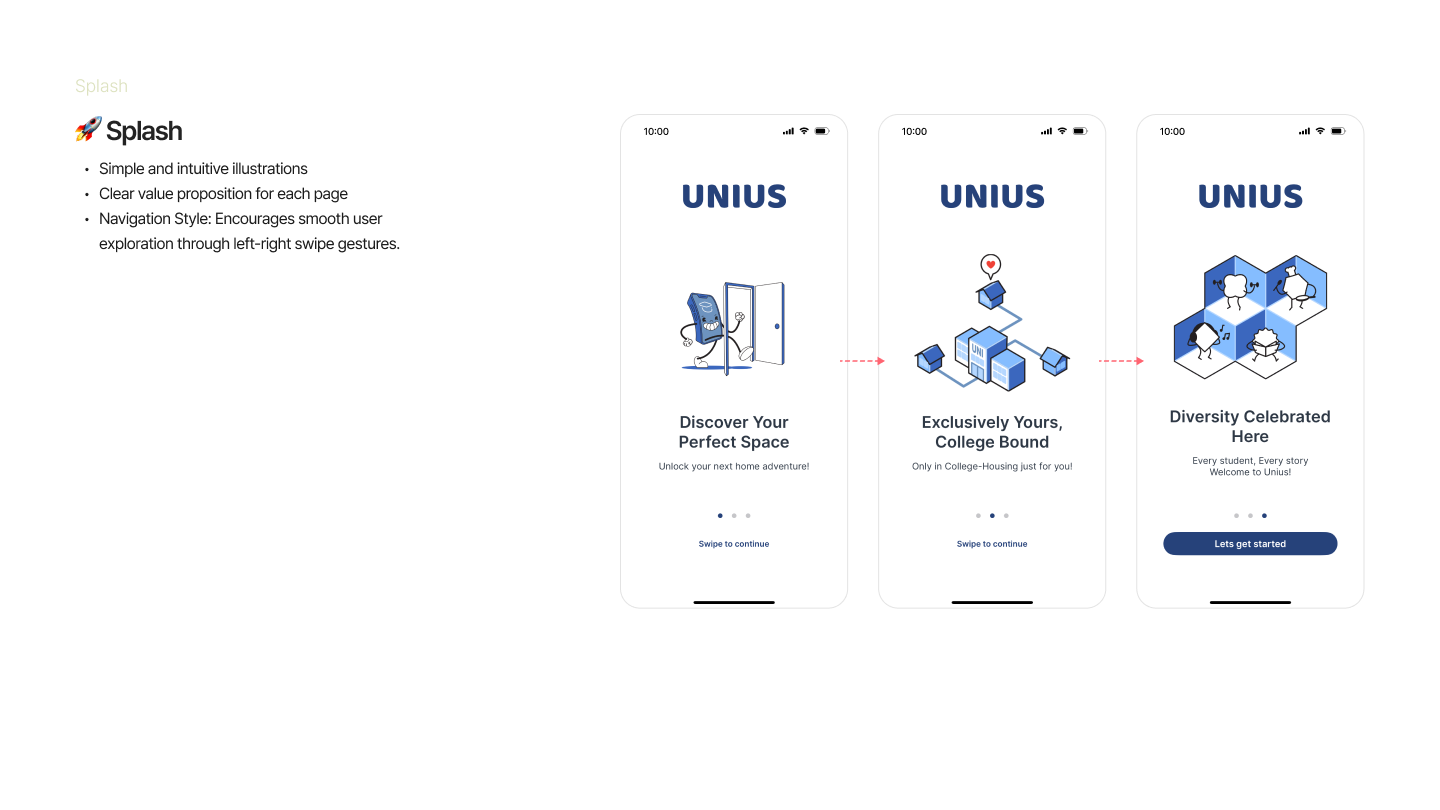 Splash
🚀 Splash
• Simple and intuitive illustrations
• Clear value proposition for each page
• Navigation Style: Encourages smooth user
exploration through left-right swipe gestures.
10:00
UNIUS
Discover Your
Perfect Space
Unlock your next home adventure!
Swipe to continue
10:00
UNIUS
UNI
Exclusively Yours,
College Bound
Only in College-Housing just for you!
Swipe to continue
10:00
UNIUS
Diversity Celebrated
Here
Every student, Every story
Welcome to Unius!
Lets get started